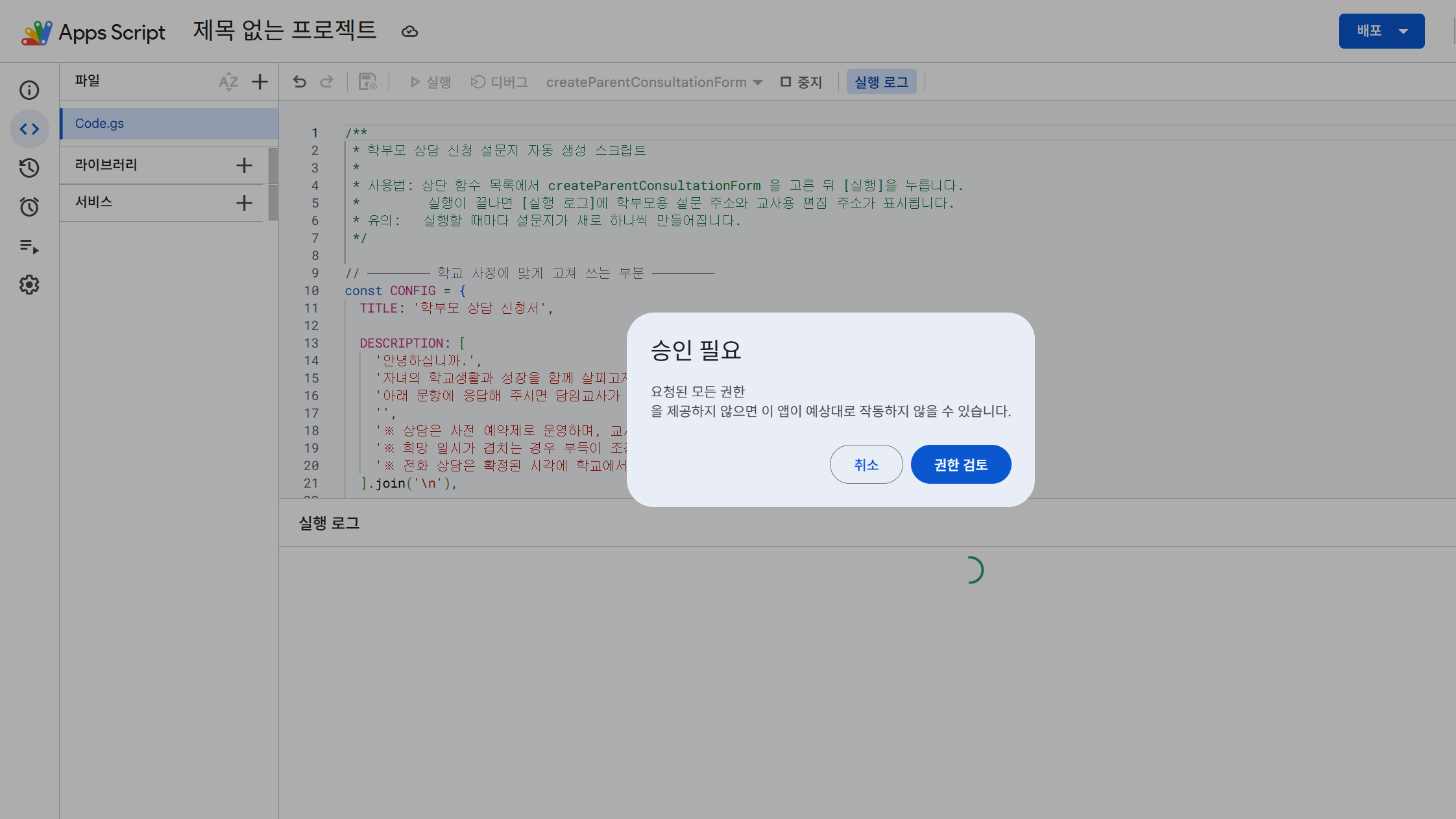 Apps Script
제목 없는 프로젝트
배포
파일
AZ
실행
디버그
createParentConsultationForm
중지
실행 로그
Code.gs
라이브러리
서비스
1 /**
2 * 학부모 상담 신청 설문지 자동 생성 스크립트
3 *
4 * 사용법: 상단 함수 목록에서 createParentConsultationForm 을 고른 뒤 [실행]을 누릅니다.
5 * 실행이 끝나면 [실행 로그]에 학부모용 설문 주소와 교사용 편집 주소가 표시됩니다.
6 * 유의: 실행할 때마다 설문지가 새로 하나씩 만들어집니다.
7 */
8
9 // ──────── 학교 사정에 맞게 고쳐 쓰는 부분 ────────
10 const CONFIG = {
11 TITLE: '학부모 상담 신청서',
12
13 DESCRIPTION: [
14 '안녕하십니까.',
15 '자녀의 학교생활과 성장을 함께 살피고자
16 '아래 문항에 응답해 주시면 담임교사가
17 '',
18 '※ 상담은 사전 예약제로 운영하며, 교사
19 '※ 희망 일시가 겹치는 경우 부득이 조정
20 '※ 전화 상담은 확정된 시각에 학교에서
21 ].join('\n'),
승인 필요
요청된 모든 권한
을 제공하지 않으면 이 앱이 예상대로 작동하지 않을 수 있습니다.
취소
권한 검토
실행 로그